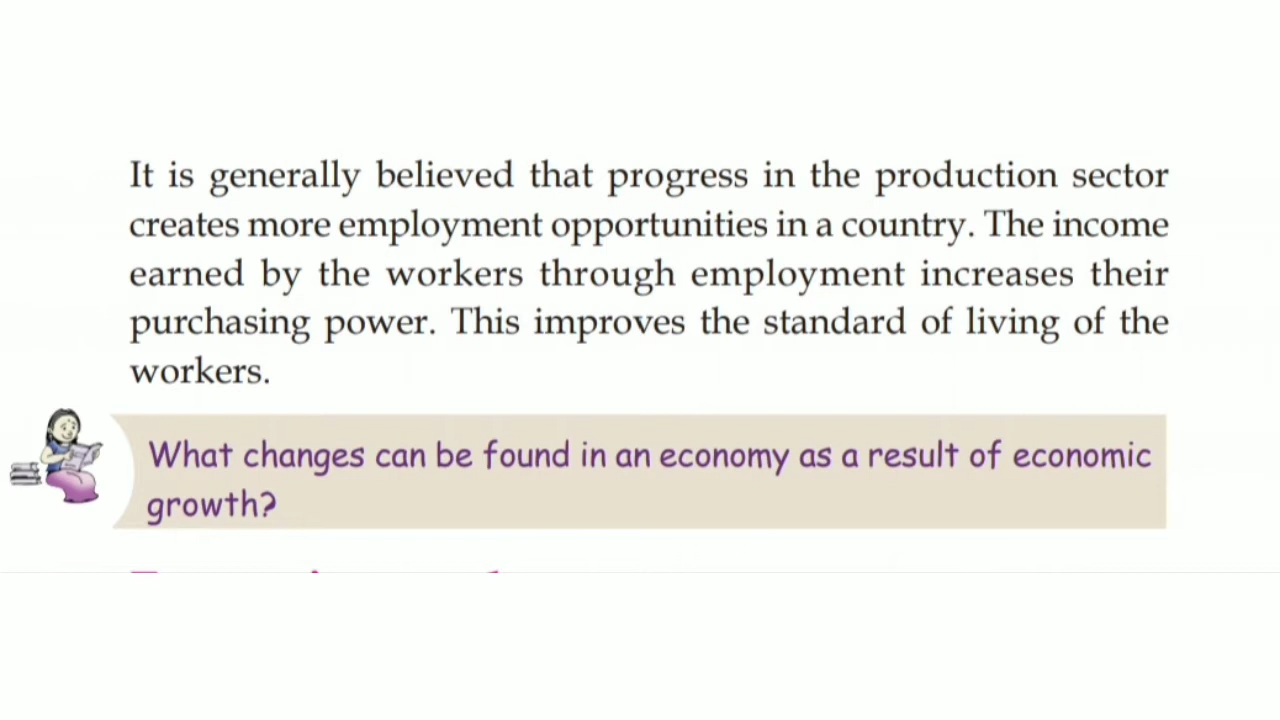 It is generally believed that progress in the production sector
creates more employment opportunities in a country. The income
earned by the workers through employment increases their
purchasing power. This improves the standard of living of the
workers.
What changes can be found in an economy as a result of economic
growth?